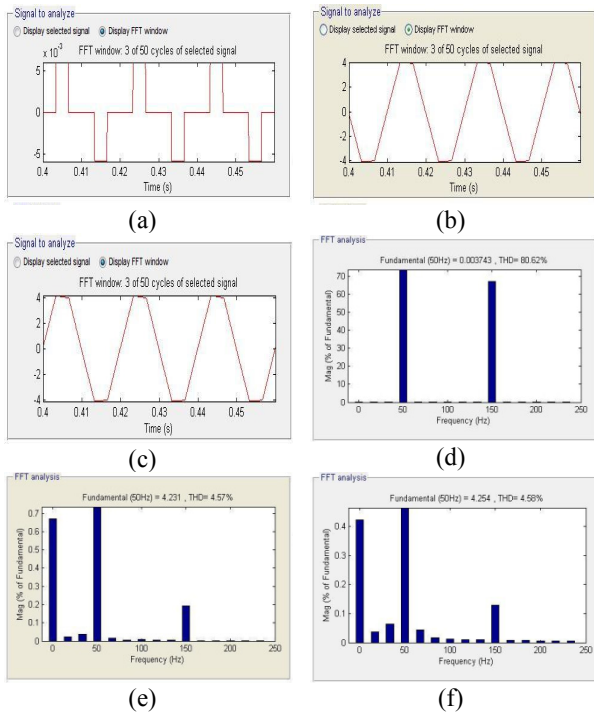 Signal to analyze
Display selected signal Display FFT window
x 10⁻³ FFT window: 3 of 50 cycles of selected signal
5
0
-5
0.4 0.41 0.42 0.43 0.44 0.45
Time (s)
(a)
Signal to analyze
Display selected signal Display FFT window
FFT window: 3 of 50 cycles of selected signal
4
2
0
-2
-4
0.4 0.41 0.42 0.43 0.44 0.45
Time (s)
(b)
Signal to analyze
Display selected signal Display FFT window
FFT window: 3 of 50 cycles of selected signal
4
2
0
-2
-4
0.4 0.41 0.42 0.43 0.44 0.45
Time (s)
(c)
FFT analysis
Fundamental (50Hz) = 0.003743 , THD= 80.62%
Mag (% of Fundamental)
70
60
50
40
30
20
10
0
0 50 100 150 200 250
Frequency (Hz)
(d)
FFT analysis
Fundamental (50Hz) = 4.231 , THD= 4.57%
Mag (% of Fundamental)
0.7
0.6
0.5
0.4
0.3
0.2
0.1
0
0 50 100 150 200 250
Frequency (Hz)
(e)
FFT analysis
Fundamental (50Hz) = 4.254 , THD= 4.58%
Mag (% of Fundamental)
0.4
0.3
0.2
0.1
0
0 50 100 150 200 250
Frequency (Hz)
(f)